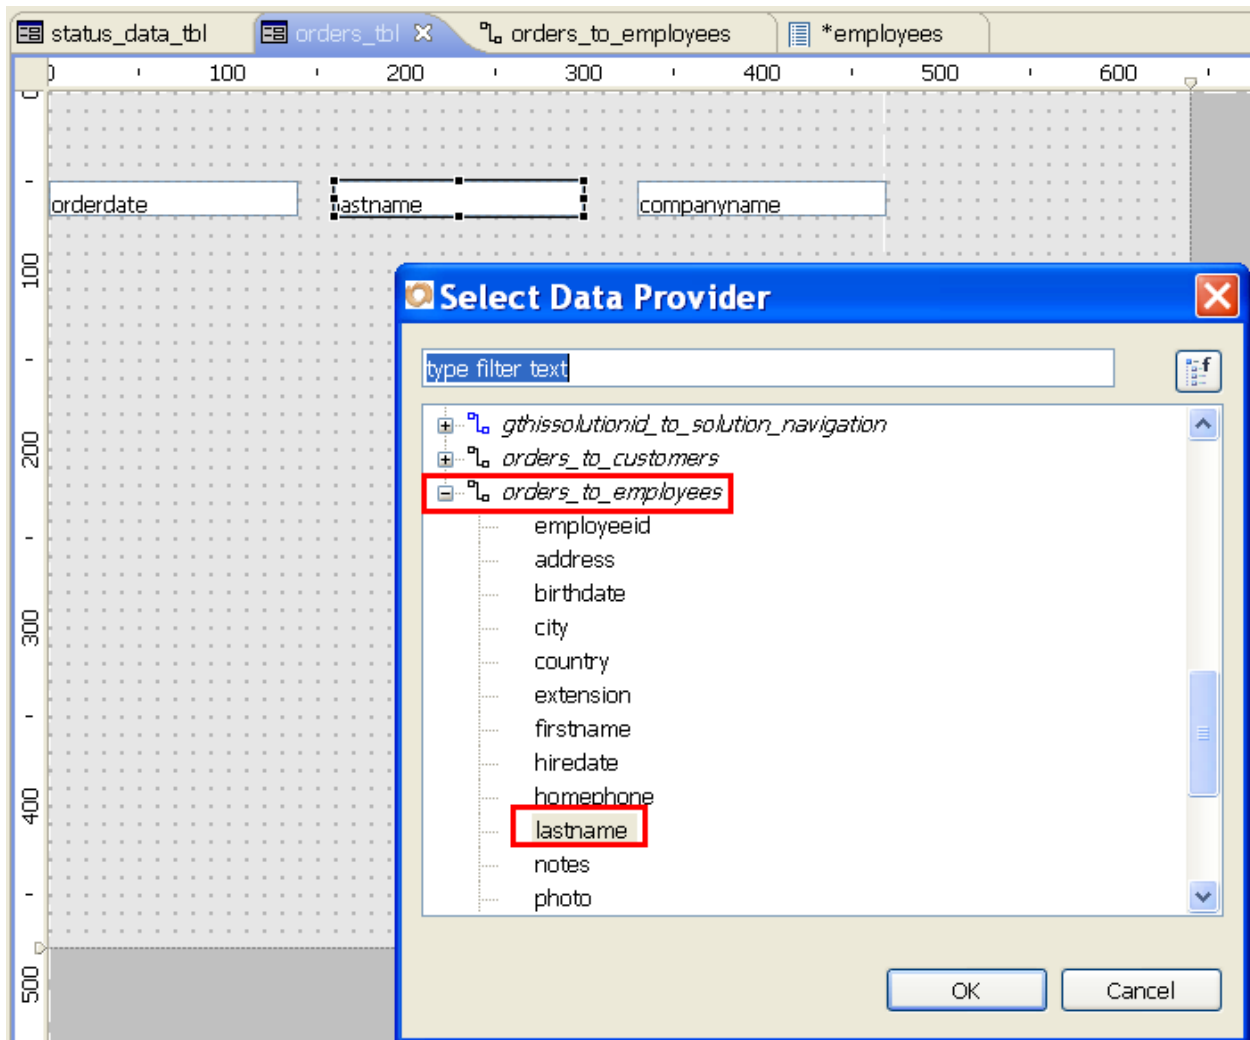 status_data_tbl orders_tbl orders_to_employees *employees
0 100 200 300 400 500 600
0
orderdate lastname companyname
100
Select Data Provider
type filter text
gthissolutionid_to_solution_navigation
200
orders_to_customers
orders_to_employees
employeeid
address
birthdate
city
300
country
extension
firstname
hiredate
homephone
400
lastname
notes
photo
500
OK Cancel